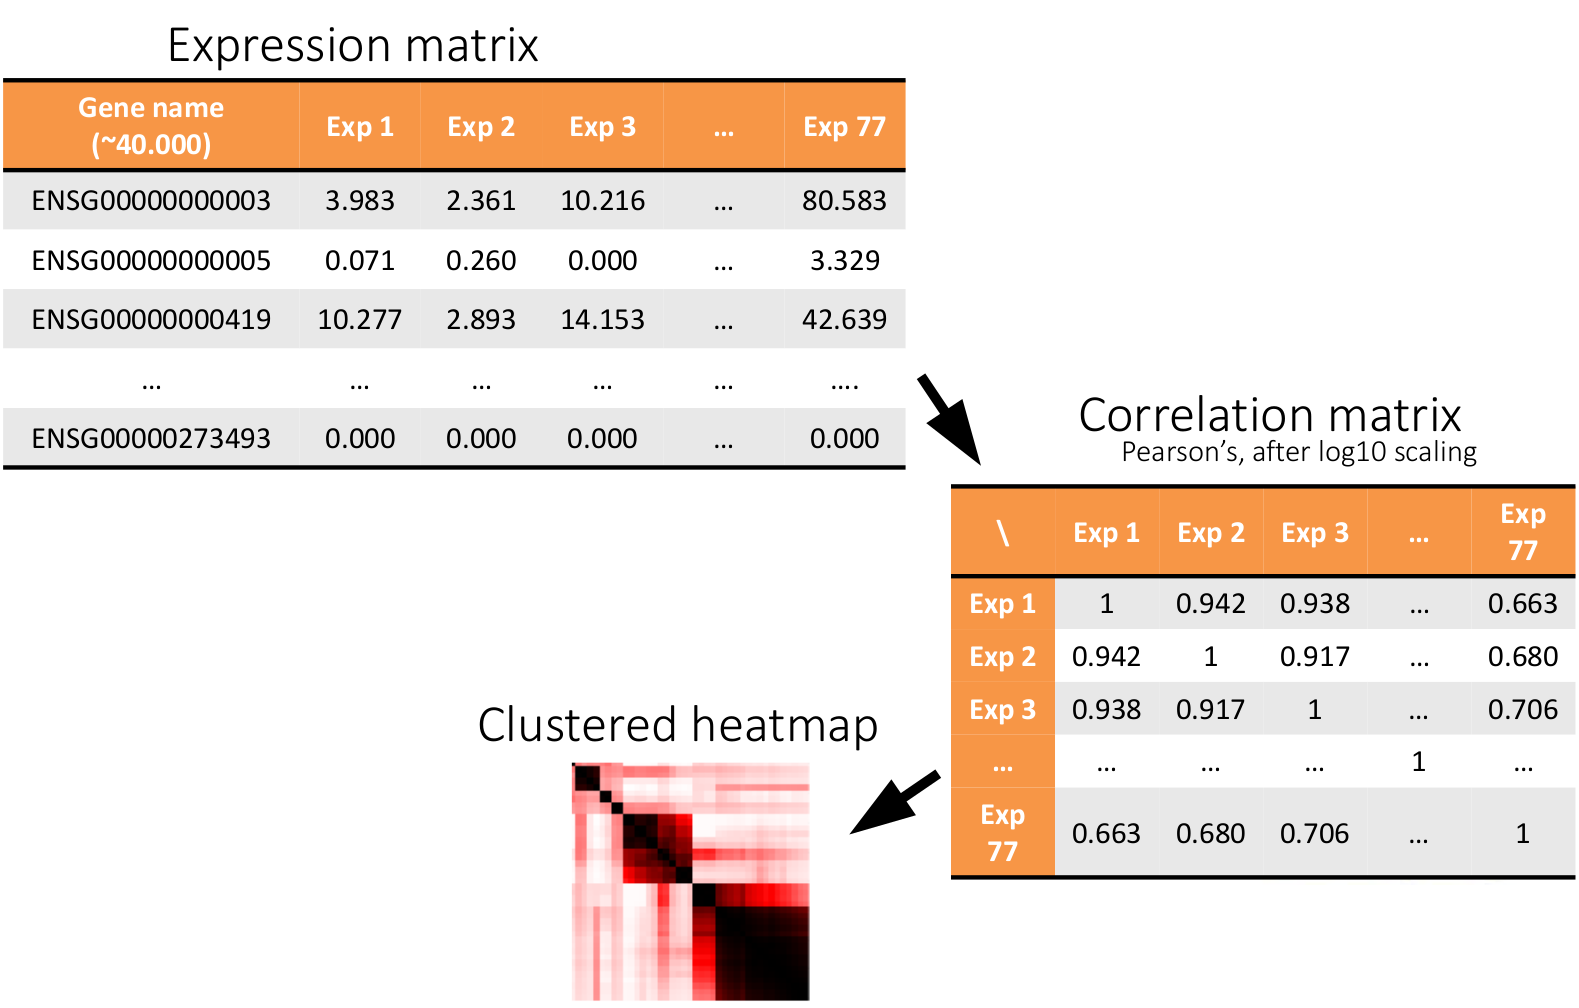 Expression matrix
Gene name
(~40.000) Exp 1 Exp 2 Exp 3 ... Exp 77
ENSG00000000003 3.983 2.361 10.216 ... 80.583
ENSG00000000005 0.071 0.260 0.000 ... 3.329
ENSG00000000419 10.277 2.893 14.153 ... 42.639
... ... ... ... ... ....
ENSG00000273493 0.000 0.000 0.000 ... 0.000
Correlation matrix
Pearson’s, after log10 scaling
\ Exp 1 Exp 2 Exp 3 ... Exp
77
Exp 1 1 0.942 0.938 ... 0.663
Exp 2 0.942 1 0.917 ... 0.680
Exp 3 0.938 0.917 1 ... 0.706
... ... ... ... 1 ...
Exp
77 0.663 0.680 0.706 ... 1
Clustered heatmap